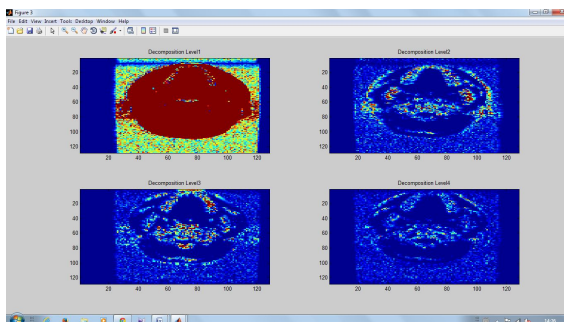 Figure 3
File Edit View Insert Tools Desktop Window Help
Decomposition Level1
Decomposition Level2
20
40
60
80
100
120
20 40 60 80 100 120
20
40
60
80
100
120
20 40 60 80 100 120
Decomposition Level3
Decomposition Level4
20
40
60
80
100
120
20 40 60 80 100 120
20
40
60
80
100
120
20 40 60 80 100 120